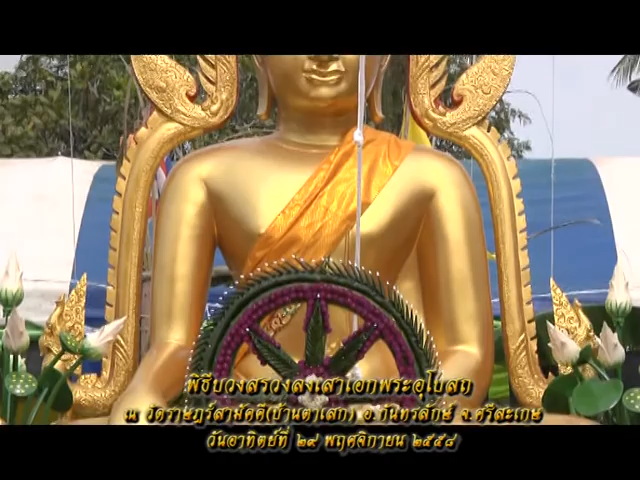 พิธีบวงสรวงลงเสาเอกพระอุโบสถ
ณ วัดราษฎร์สามัคคี(บ้านตาเสก) อ.กันทรลักษ์ จ.ศรีสะเกษ
วันอาทิตย์ที่ ๒๙ พฤศจิกายน ๒๕๕๘